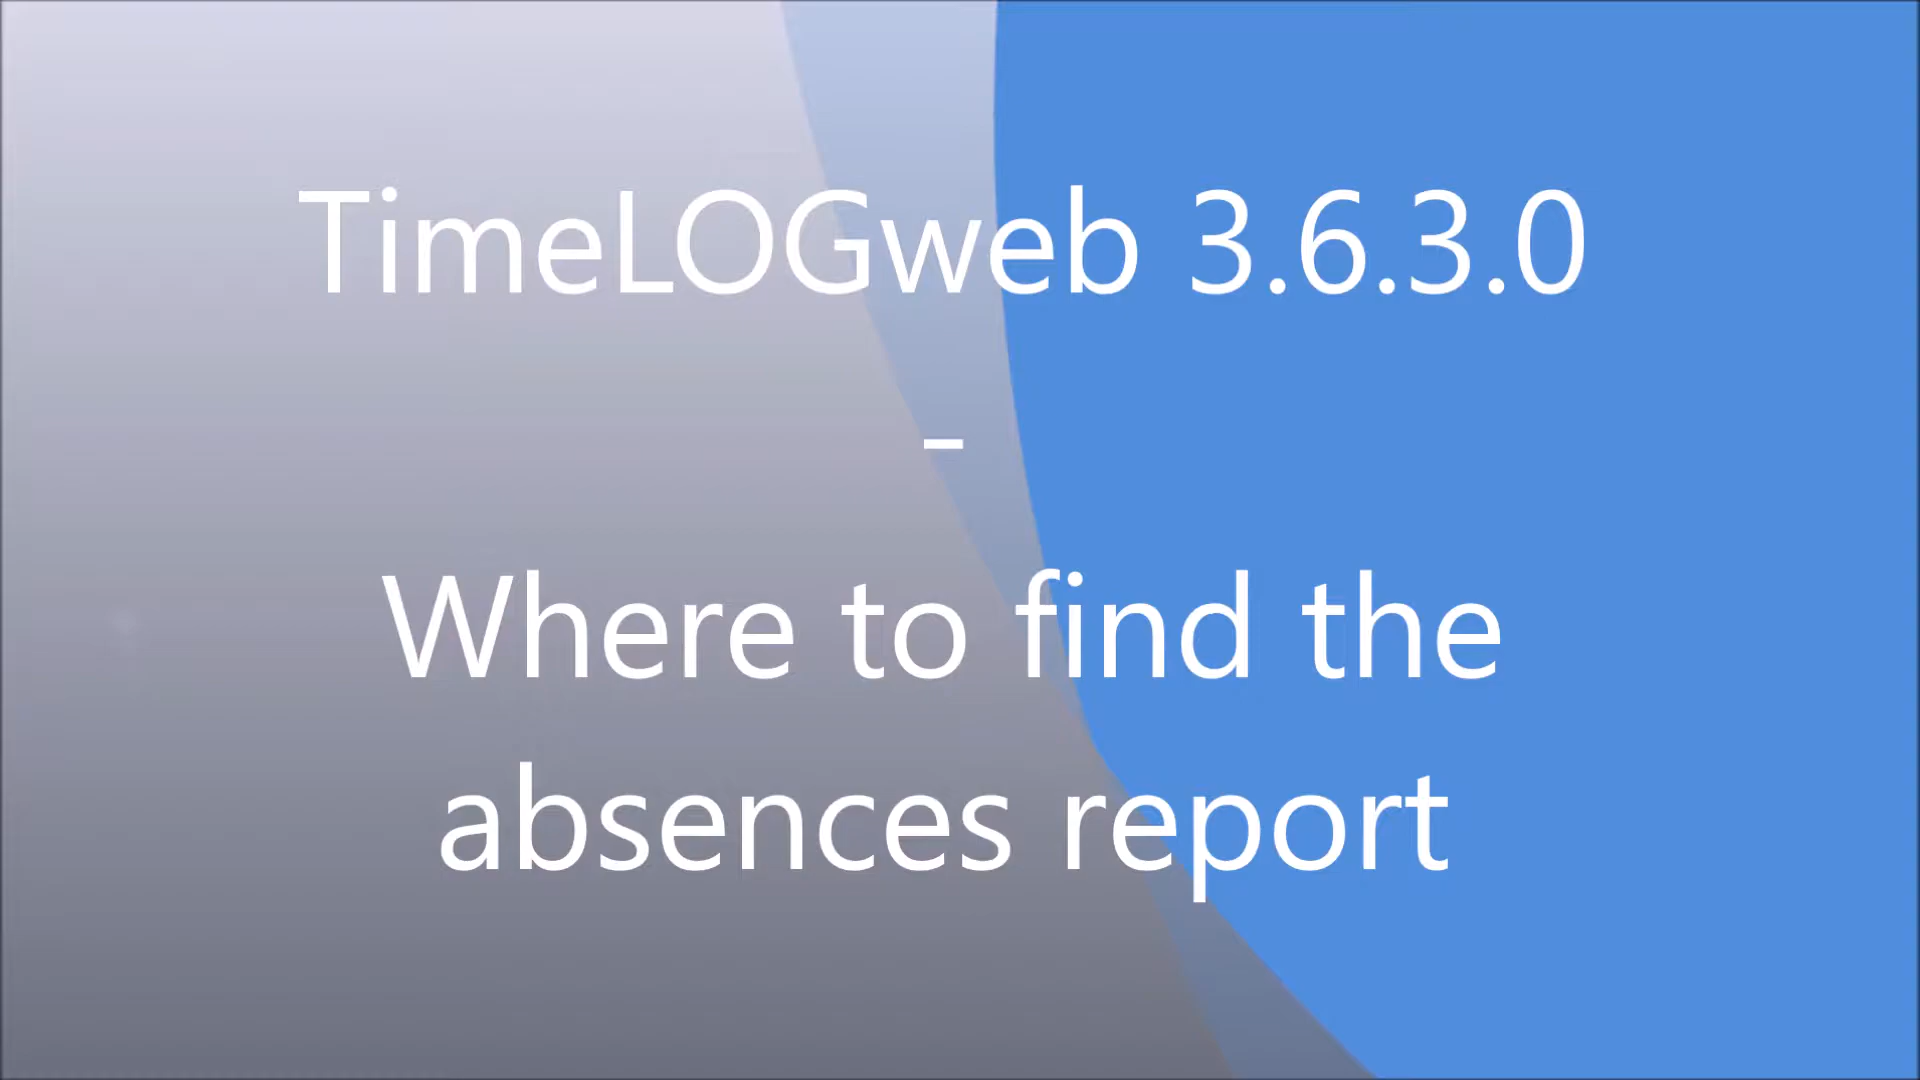 TimeLOGweb 3.6.3.0
-
Where to find the
absences report